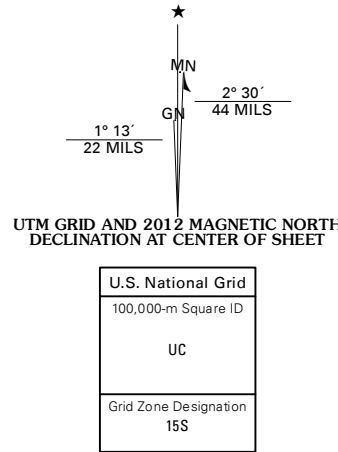 ★
MN
GN
2° 30´
44 MILS
1° 13´
22 MILS
UTM GRID AND 2012 MAGNETIC NORTH
DECLINATION AT CENTER OF SHEET
U.S. National Grid
100,000-m Square ID
UC
Grid Zone Designation
15S